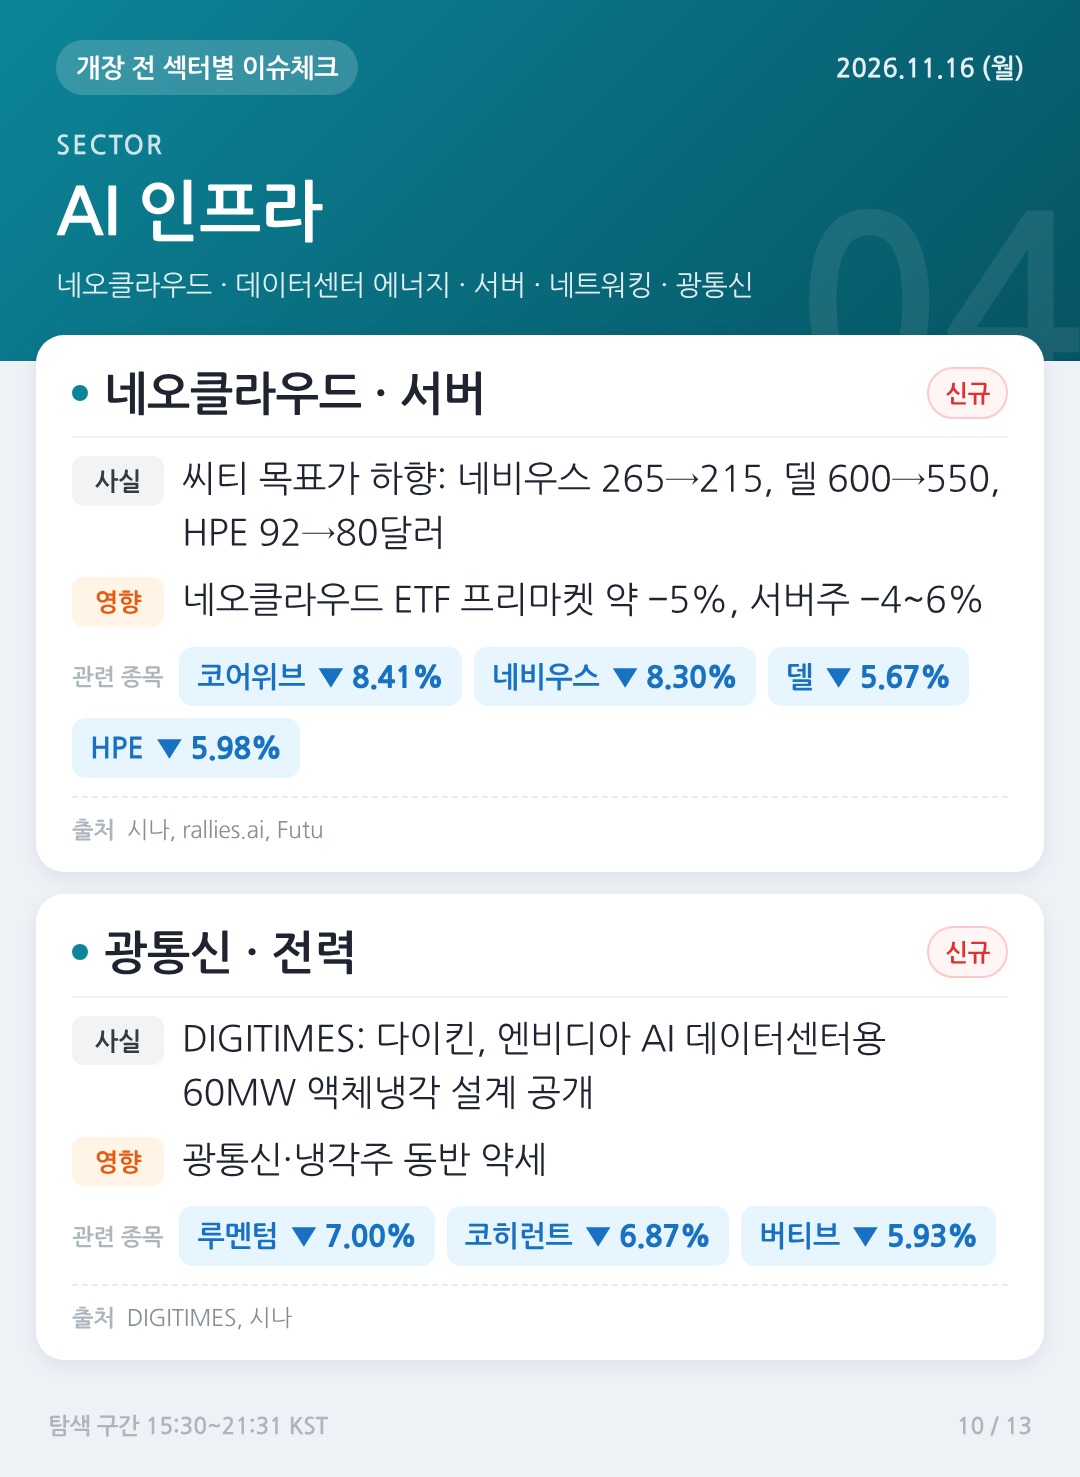 개장 전 섹터별 이슈체크
2026.11.16 (월)
SECTOR
AI 인프라
네오클라우드 · 데이터센터 에너지 · 서버 · 네트워킹 · 광통신
04
네오클라우드 · 서버
신규
사실 씨티 목표가 하향: 네비우스 265→215, 델 600→550,
HPE 92→80달러
영향 네오클라우드 ETF 프리마켓 약 −5%, 서버주 −4~6%
관련 종목 코어위브 ▼ 8.41% 네비우스 ▼ 8.30% 델 ▼ 5.67%
HPE ▼ 5.98%
출처 시나, rallies.ai, Futu
광통신 · 전력
신규
사실 DIGITIMES: 다이킨, 엔비디아 AI 데이터센터용
60MW 액체냉각 설계 공개
영향 광통신·냉각주 동반 약세
관련 종목 루멘텀 ▼ 7.00% 코히런트 ▼ 6.87% 버티브 ▼ 5.93%
출처 DIGITIMES, 시나
탐색 구간 15:30~21:31 KST
10 / 13